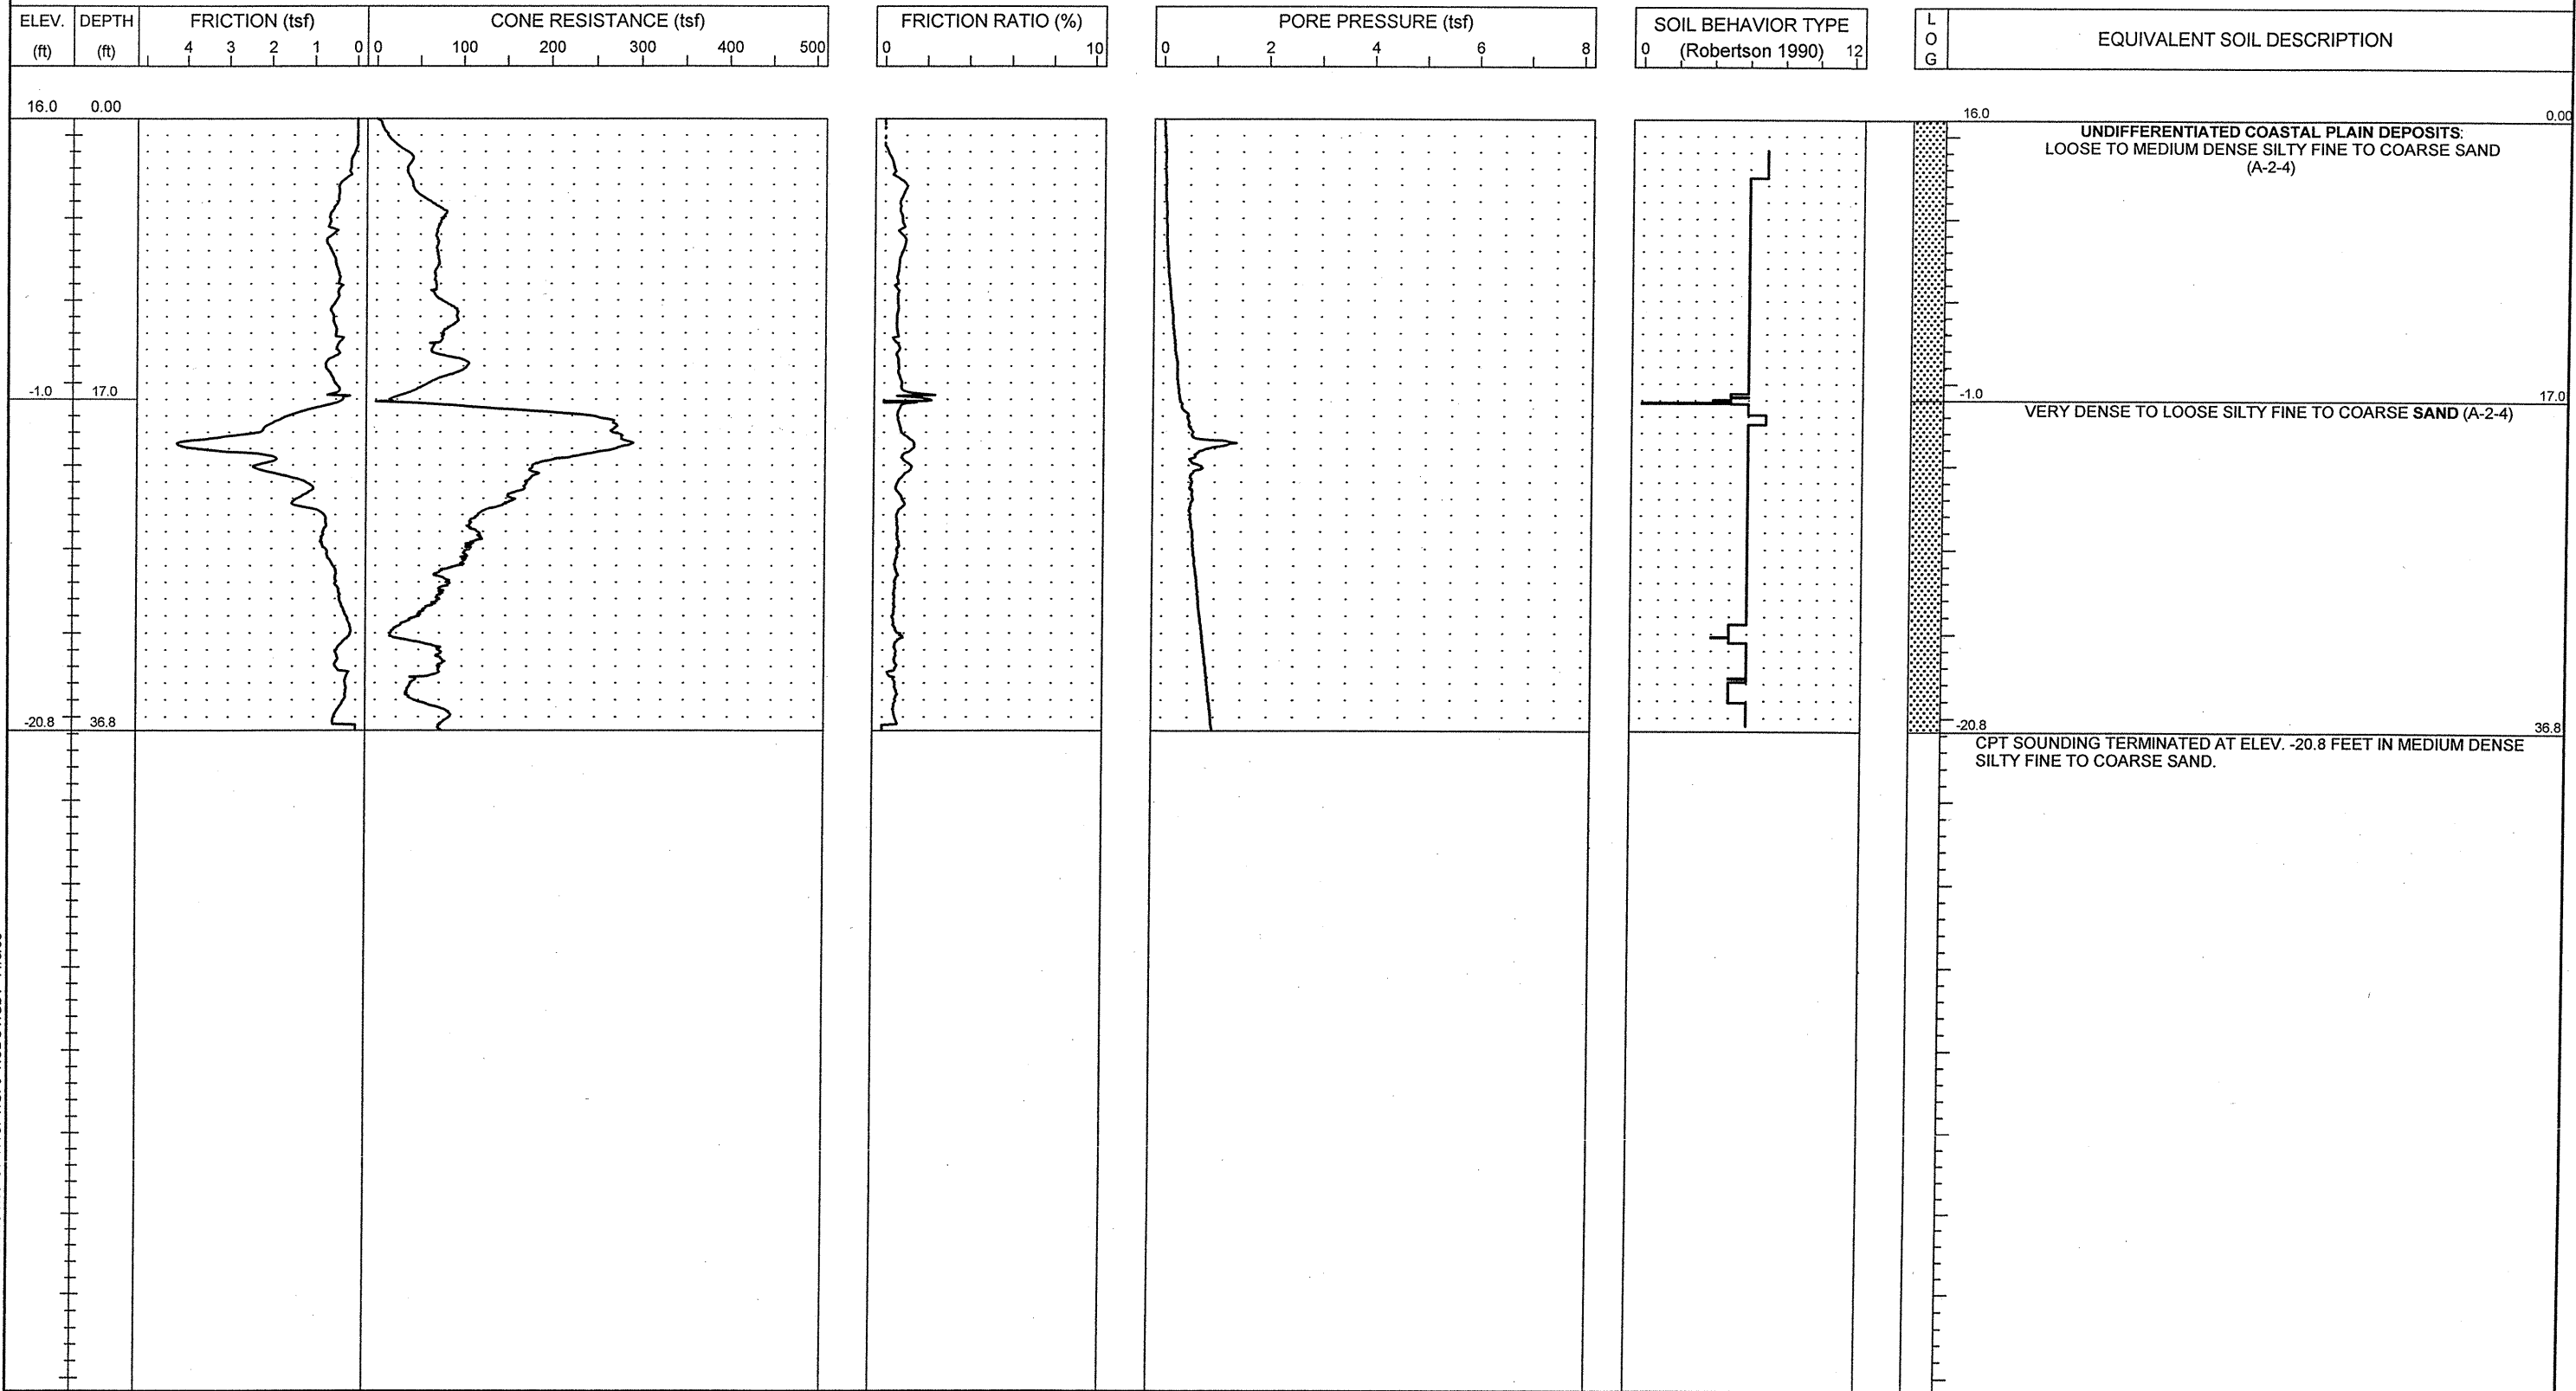 ELEV. DEPTH FRICTION (tsf) CONE RESISTANCE (tsf) FRICTION RATIO (%) PORE PRESSURE (tsf) SOIL BEHAVIOR TYPE
(ft) (ft) 4 3 2 1 0 0 100 200 300 400 500 0 10 0 2 4 6 8 0 (Robertson 1990) 12
LOG EQUIVALENT SOIL DESCRIPTION
16.0 0.00
16.0 0.00
UNDIFFERENTIATED COASTAL PLAIN DEPOSITS:
LOOSE TO MEDIUM DENSE SILTY FINE TO COARSE SAND
(A-2-4)
-1.0 17.0
-1.0 17.0
VERY DENSE TO LOOSE SILTY FINE TO COARSE SAND (A-2-4)
-20.8 36.8
-20.8 36.8
CPT SOUNDING TERMINATED AT ELEV. -20.8 FEET IN MEDIUM DENSE
SILTY FINE TO COARSE SAND.